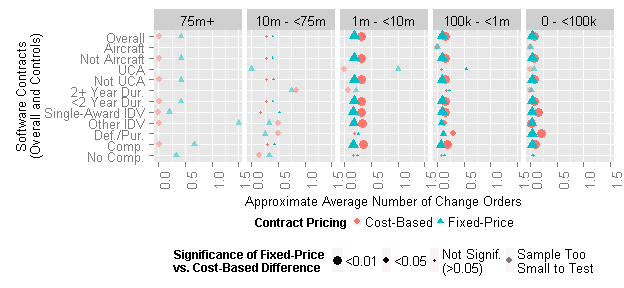 75m+ 10m - <75m 1m - <10m 100k - <1m 0 - <100k
Software Contracts
(Overall and Controls)
Overall
Aircraft
Not Aircraft
UCA
Not UCA
2+ Year Dur.
<2 Year Dur.
Single-Award IDV
Other IDV
Def./Pur.
Comp.
No Comp.
0.0 0.5 1.0 1.5 0.0 0.5 1.0 1.5 0.0 0.5 1.0 1.5 0.0 0.5 1.0 1.5 0.0 0.5 1.0 1.5
Approximate Average Number of Change Orders
Contract Pricing Cost-Based Fixed-Price
Significance of Fixed-Price
vs. Cost-Based Difference
<0.01
<0.05
Not Signif.
(>0.05)
Sample Too
Small to Test